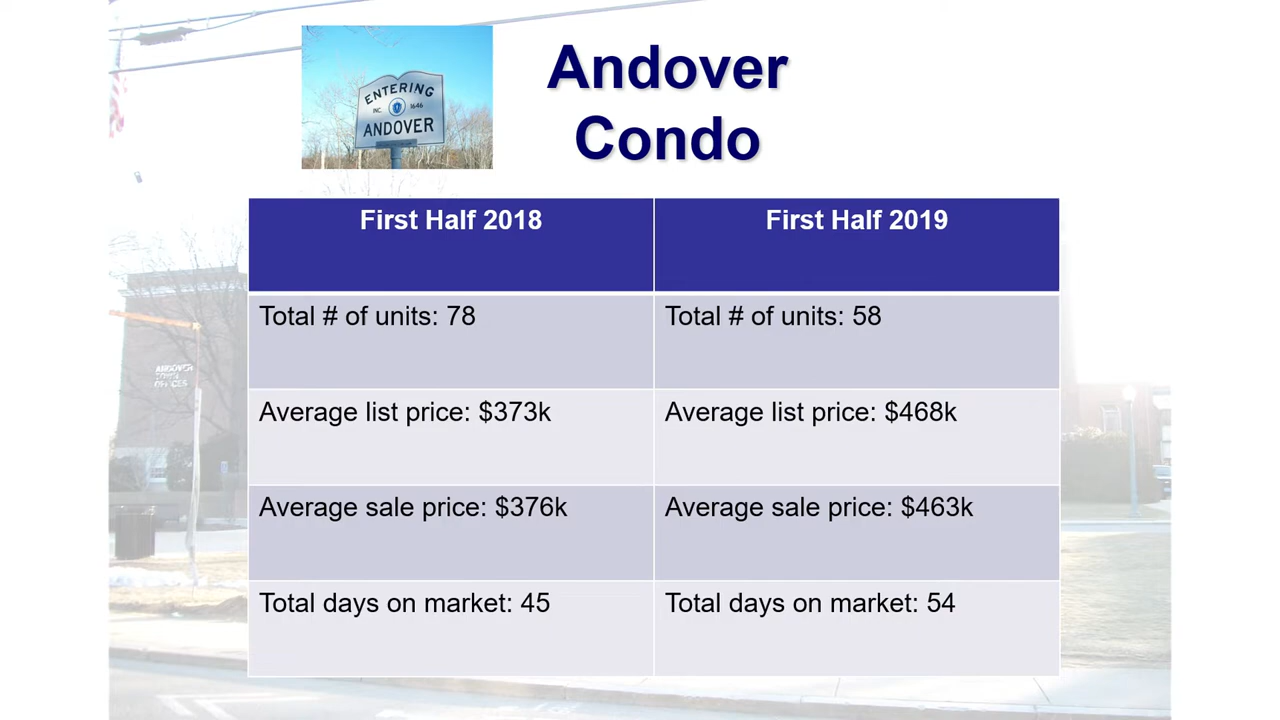 ENTERING
INC. 1646
ANDOVER
Andover
Condo
First Half 2018
First Half 2019
Total # of units: 78
Total # of units: 58
Average list price: $373k
Average list price: $468k
Average sale price: $376k
Average sale price: $463k
Total days on market: 45
Total days on market: 54
ANDOVER
OFFICES